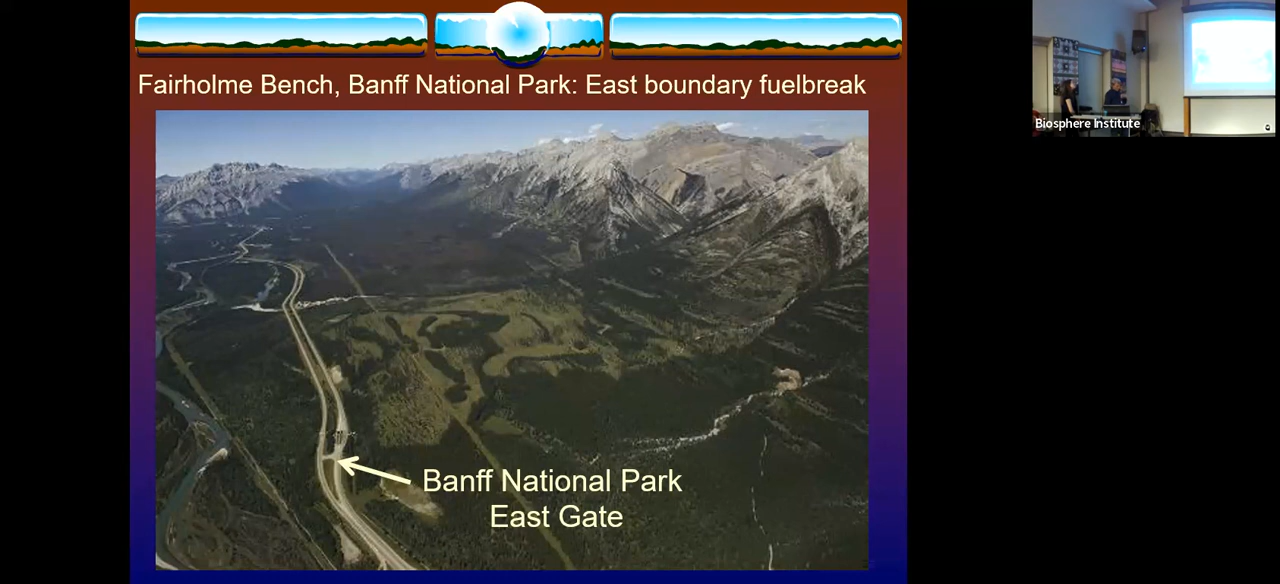 Fairholme Bench, Banff National Park: East boundary fuelbreak
Biosphere Institute
Banff National Park
East Gate